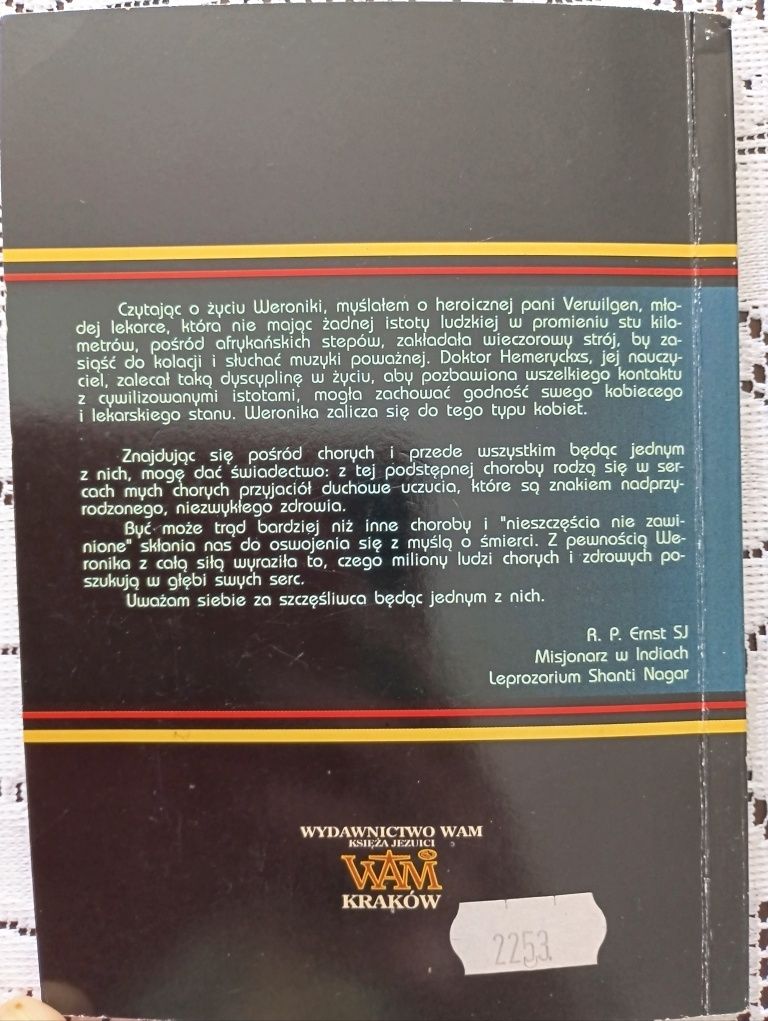 Czytając o życiu Weroniki, myślałem o heroicznej pani Verwilgen, mło-
dej lekarce, która nie mając żadnej istoty ludzkiej w promieniu stu kilo-
metrów, pośród afrykańskich stepów, zakładała wieczorowy strój, by za-
siąść do kolacji i słuchać muzyki poważnej. Doktor Hemeryckxs, jej nauczy-
ciel, zalecał taką dyscyplinę w życiu, aby pozbawiona wszelkiego kontaktu
z cywilizowanymi istotami, mogła zachować godność swego kobiecego
i lekarskiego stanu. Weronika zalicza się do tego typu kobiet.
Znajdując się pośród chorych i przede wszystkim będąc jednym
z nich, mogę dać świadectwo: z tej podstępnej choroby rodzą się w ser-
cach mych chorych przyjaciół duchowe uczucia, które są znakiem nadprzy-
rodzonego, niezwykłego zdrowia.
Być może trąd bardziej niż inne choroby i "nieszczęścia nie zawi-
nione" skłania nas do oswojenia się z myślą o śmierci. Z pewnością We-
ronika z całą siłą wyraziła to, czego miliony ludzi chorych i zdrowych po-
szukują w głębi swych serc.
Uważam siebie za szczęśliwca będąc jednym z nich.
R. P. Ernst SJ
Misjonarz w Indiach
Leprozorium Shanti Nagar
WYDAWNICTWO WAM
KSIĘŻA JEZUICI
WAM
KRAKÓW
2253.